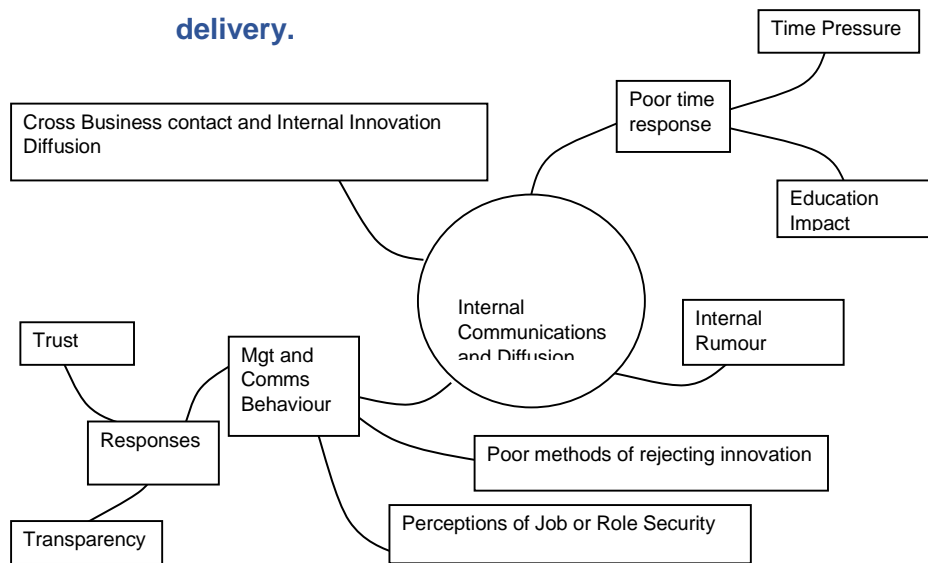 delivery.
Time Pressure
Poor time
response
Cross Business contact and Internal Innovation
Diffusion
Education
Impact
Internal
Communications
and Diffusion
Internal
Rumour
Trust
Mgt and
Comms
Behaviour
Responses
Poor methods of rejecting innovation
Perceptions of Job or Role Security
Transparency